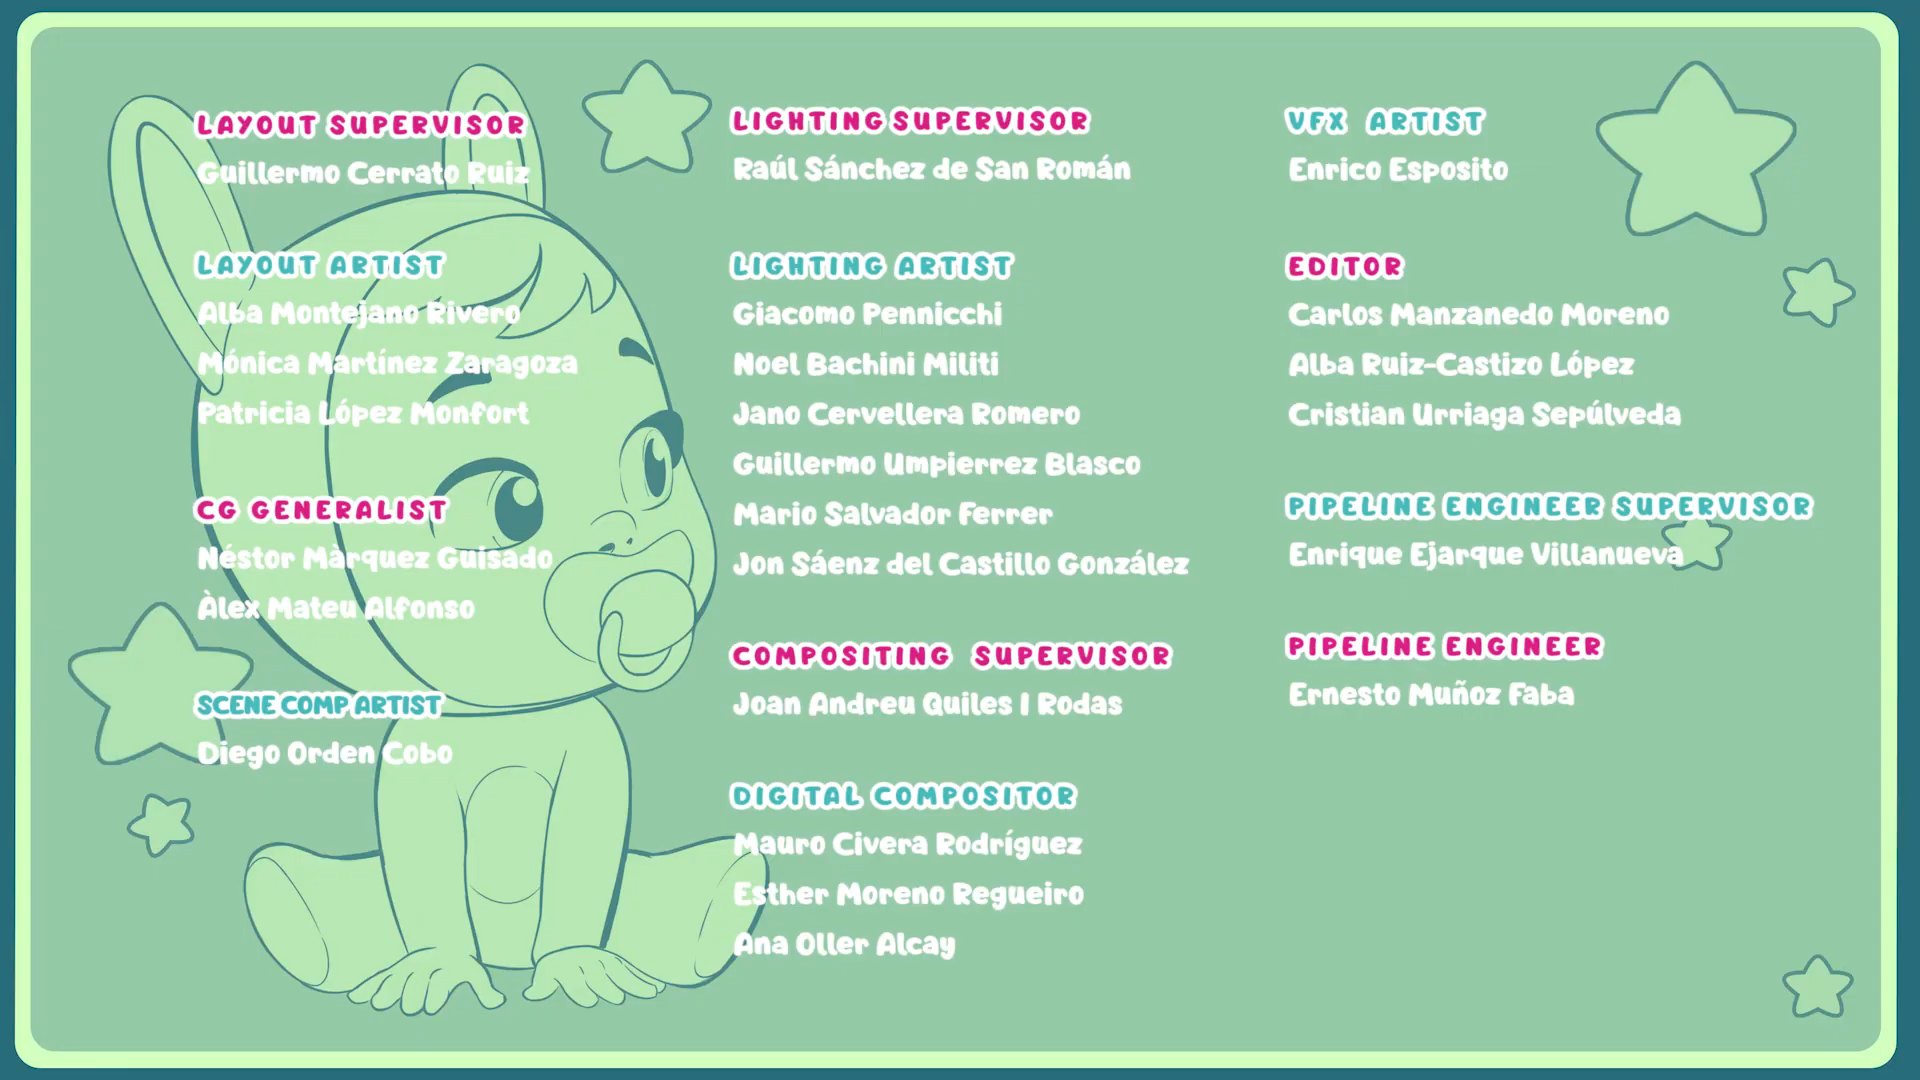 LAYOUT SUPERVISOR
Guillermo Cerrato Ruiz
LAYOUT ARTIST
Alba Montejano Rivero
Mónica Martínez Zaragoza
Patricia López Monfort
CG GENERALIST
Néstor Màrquez Guisado
Àlex Mateu Alfonso
SCENE COMP ARTIST
Diego Orden Cobo
LIGHTING SUPERVISOR
Raúl Sánchez de San Román
LIGHTING ARTIST
Giacomo Pennicchi
Noel Bachini Militi
Jano Cervellera Romero
Guillermo Umpierrez Blasco
Mario Salvador Ferrer
Jon Sáenz del Castillo González
COMPOSITING SUPERVISOR
Joan Andreu Quiles I Rodas
DIGITAL COMPOSITOR
Mauro Civera Rodríguez
Esther Moreno Regueiro
Ana Oller Alcay
VFX ARTIST
Enrico Esposito
EDITOR
Carlos Manzanedo Moreno
Alba Ruiz-Castizo López
Cristian Urriaga Sepúlveda
PIPELINE ENGINEER SUPERVISOR
Enrique Ejarque Villanueva
PIPELINE ENGINEER
Ernesto Muñoz Faba